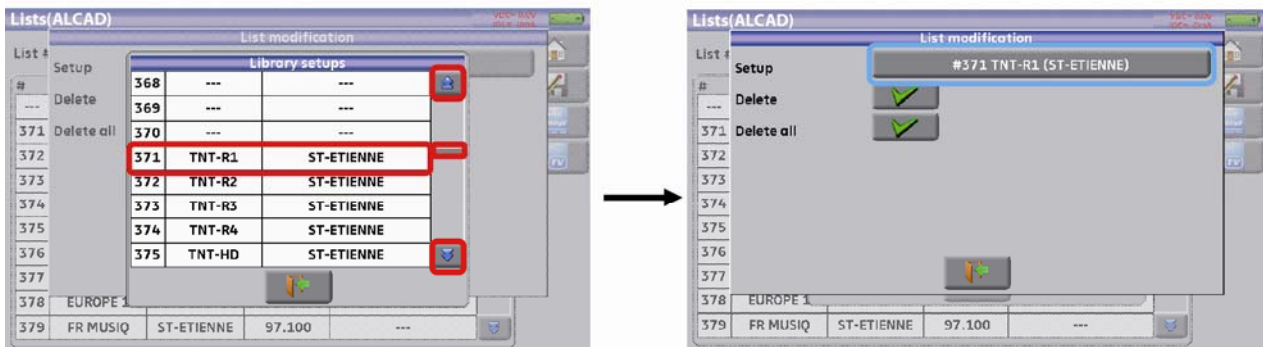 Lists(ALCAD)
List modification
List #
Setup
Library setups
368 --- ---
#
369 --- ---
--- Delete
370 --- ---
371 Delete all
371 TNT-R1 ST-ETIENNE
372
372 TNT-R2 ST-ETIENNE
373
373 TNT-R3 ST-ETIENNE
374
374 TNT-R4 ST-ETIENNE
375
375 TNT-HD ST-ETIENNE
376
377
378 EUROPE 1
379 FR MUSIQ ST-ETIENNE 97.100 ---
Lists(ALCAD)
List modification
List #
Setup #371 TNT-R1 (ST-ETIENNE)
#
--- Delete
371 Delete all
372
373
374
375
376
377
378 EUROPE 1
379 FR MUSIQ ST-ETIENNE 97.100 ---